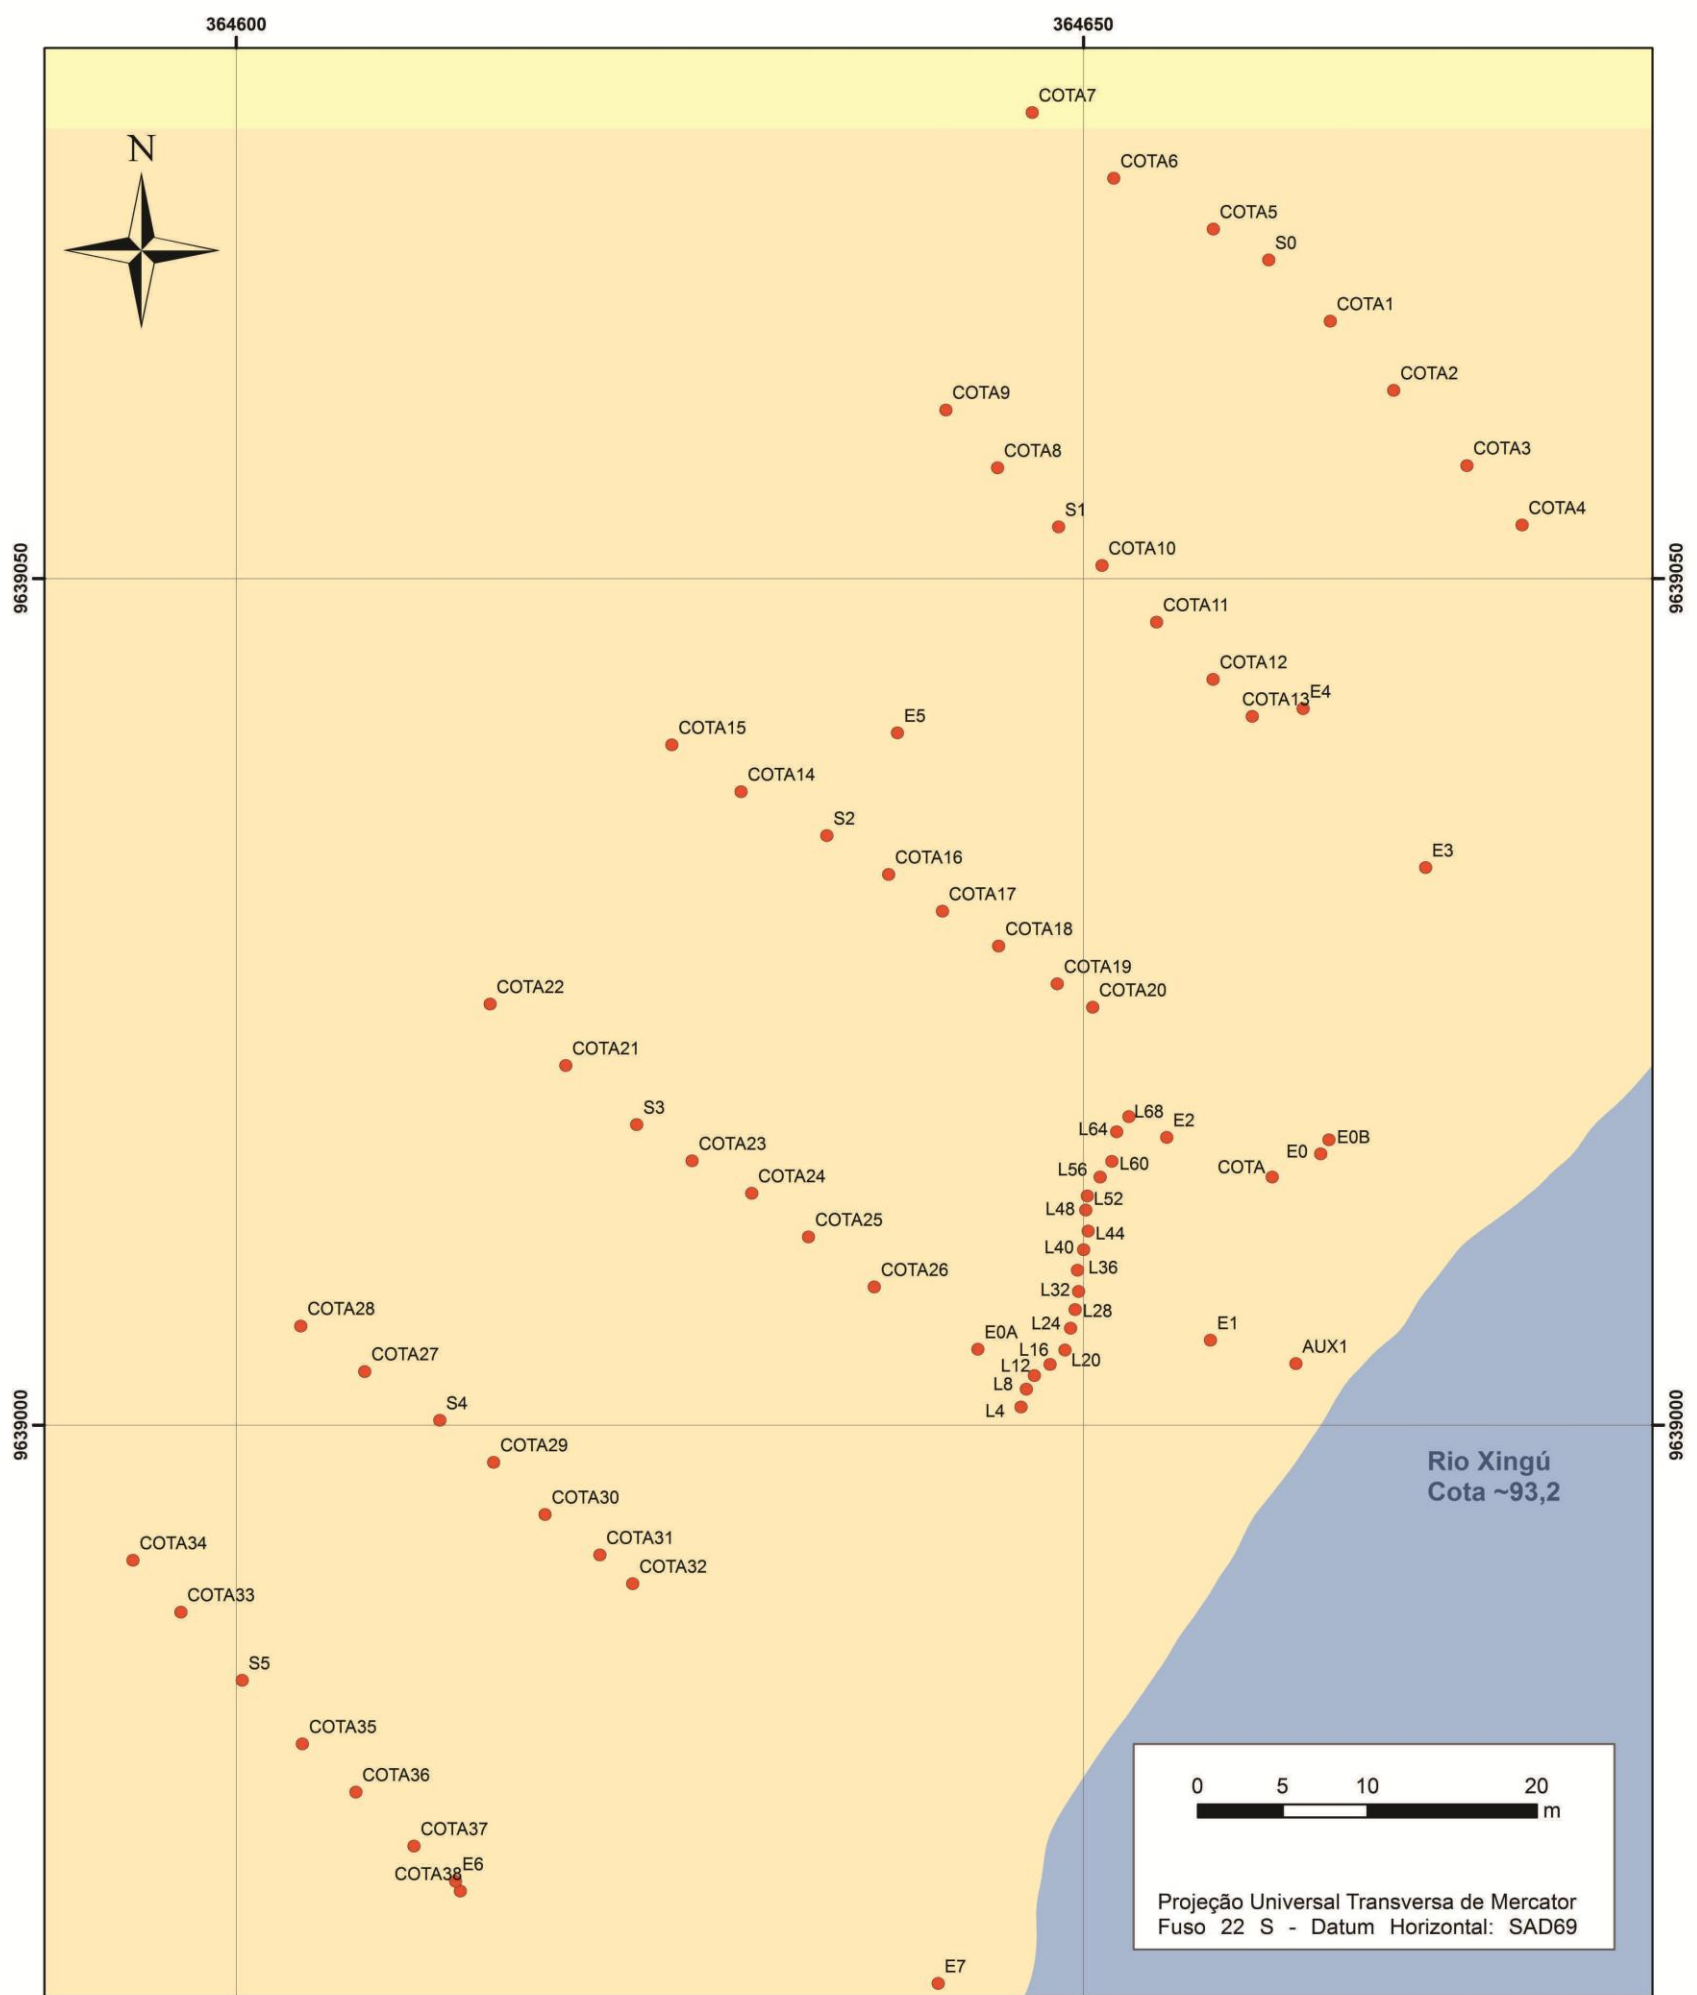 364600
364650
COTA7
N
COTA6
COTA5
S0
COTA1
COTA2
COTA9
COTA8
COTA3
S1
COTA4
COTA10
9639050
9639050
COTA11
COTA12
E4
COTA13
E5
COTA15
COTA14
S2
COTA16
E3
COTA17
COTA18
COTA19
COTA22
COTA20
COTA21
S3
L68
E2
L64
E0B
COTA23
E0
L60
L56
COTA
COTA24
L52
L48
COTA25
L44
L40
COTA26
L36
L32
COTA28
L28
L24
E1
E0A
L16
L20
AUX1
COTA27
L12
L8
S4
L4
9639000
9639000
COTA29
Rio Xingú
Cota ~93,2
COTA30
COTA34
COTA31
COTA32
COTA33
S5
COTA35
COTA36
0 5 10 20
m
COTA37
E6
COTA38
Projeção Universal Transversa de Mercator
Fuso 22 S - Datum Horizontal: SAD69
E7